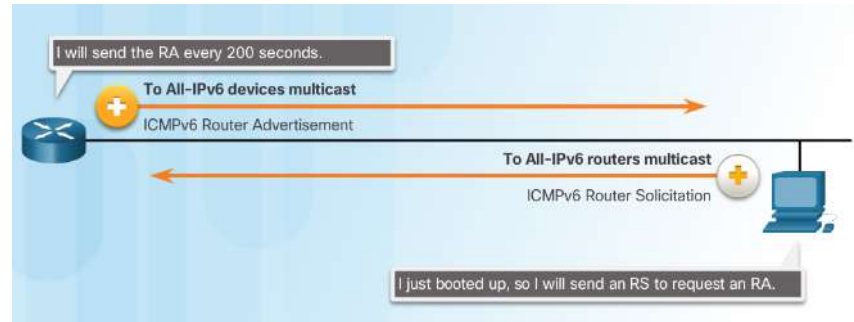 I will send the RA every 200 seconds.
To All-IPv6 devices multicast
ICMPv6 Router Advertisement
To All-IPv6 routers multicast
ICMPv6 Router Solicitation
I just booted up, so I will send an RS to request an RA.